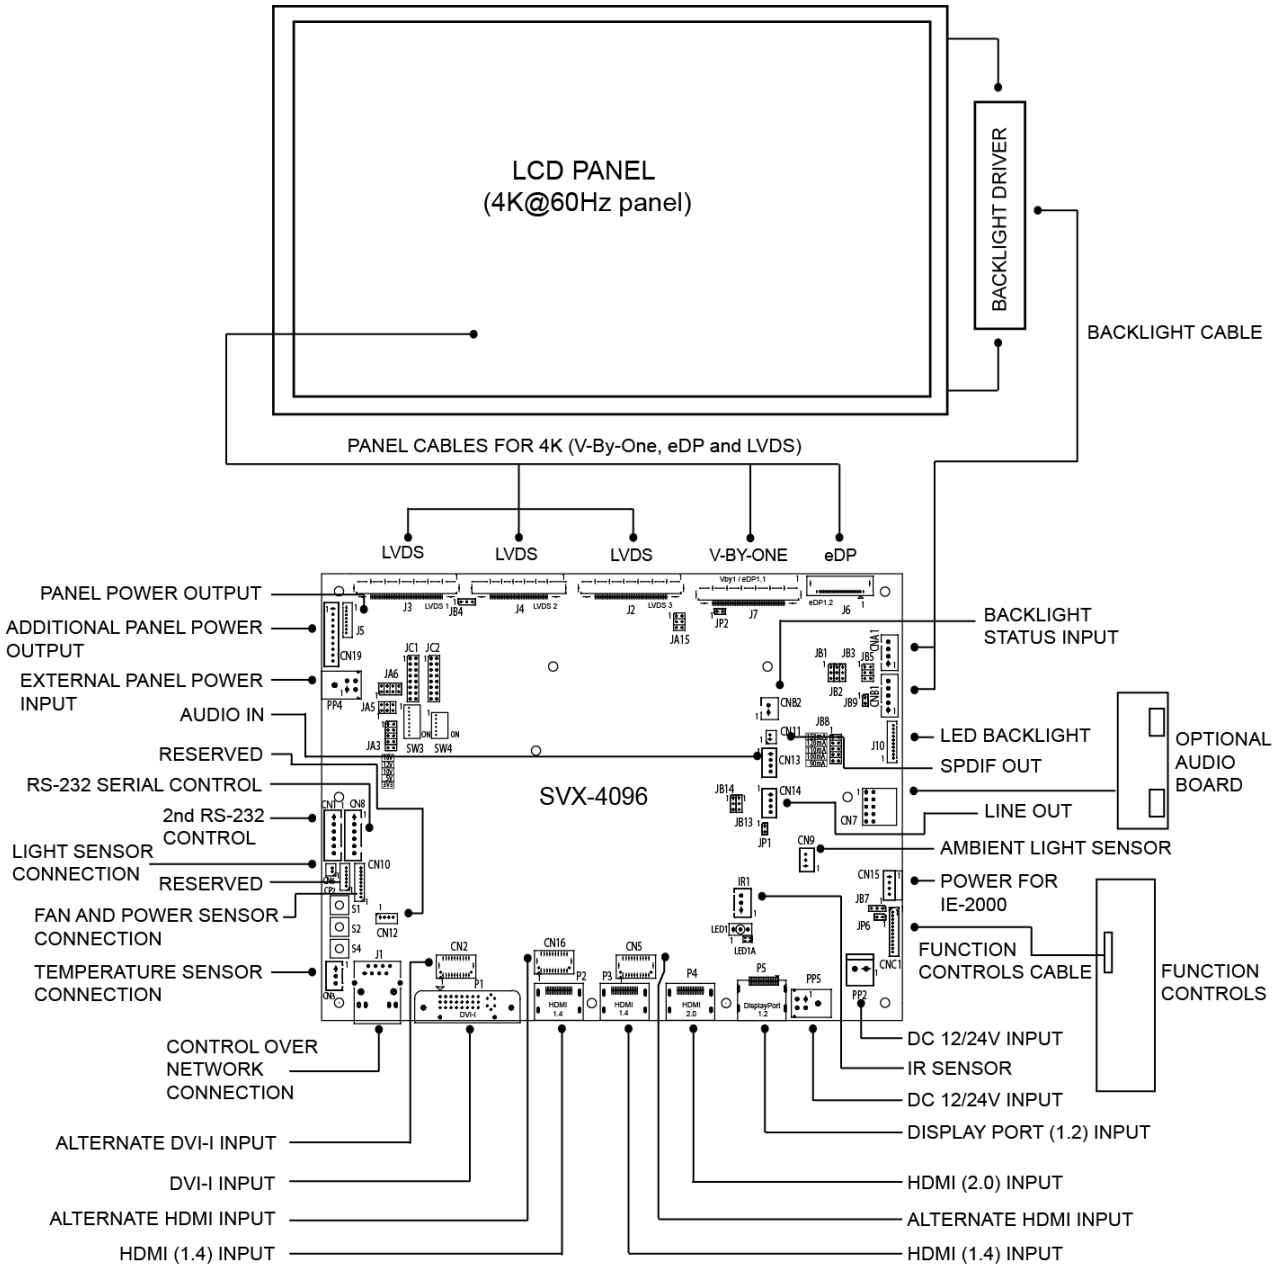 LCD PANEL
(4K@60Hz panel)
BACKLIGHT DRIVER
BACKLIGHT CABLE
PANEL CABLES FOR 4K (V-By-One, eDP and LVDS)
LVDS
LVDS
LVDS
V-BY-ONE
eDP
PANEL POWER OUTPUT
ADDITIONAL PANEL POWER
OUTPUT
EXTERNAL PANEL POWER
INPUT
AUDIO IN
RESERVED
RS-232 SERIAL CONTROL
2nd RS-232
CONTROL
LIGHT SENSOR
CONNECTION
RESERVED
FAN AND POWER SENSOR
CONNECTION
TEMPERATURE SENSOR
CONNECTION
CONTROL OVER
NETWORK
CONNECTION
ALTERNATE DVI-I INPUT
DVI-I INPUT
ALTERNATE HDMI INPUT
HDMI (1.4) INPUT
J3
LVDS 1
JB4
J4
LVDS 2
J2
LVDS 3
Vby1 / eDP1.1
J7
JP2
eDP1.2
J6
1
JA15
J5
CN19
PP4
JC1
JC2
JA6
JA5
JA3
SW3
ON
SW4
ON
18V
12V
10V
5V
3V3
SVX-4096
CNB2
CN11
CN13
CN14
JB14
JB13
JP1
JB1
JB3
JB5
JB2
JB9
JB8
CNA1
CNB1
J10
CN7
CN9
CN15
JB7
JP6
CNC1
PP2
IR1
LED1
LED1A
CN1
CN8
CN10
S1
S2
S4
CN12
J1
CN2
P1
DVI-I
CN16
P2
HDMI
1.4
CN5
P3
HDMI
1.4
P4
HDMI
2.0
P5
DisplayPort
1.2
PP5
BACKLIGHT
STATUS INPUT
LED BACKLIGHT
SPDIF OUT
OPTIONAL
AUDIO
BOARD
LINE OUT
AMBIENT LIGHT SENSOR
POWER FOR
IE-2000
FUNCTION
CONTROLS CABLE
FUNCTION
CONTROLS
DC 12/24V INPUT
IR SENSOR
DC 12/24V INPUT
DISPLAY PORT (1.2) INPUT
HDMI (2.0) INPUT
ALTERNATE HDMI INPUT
HDMI (1.4) INPUT